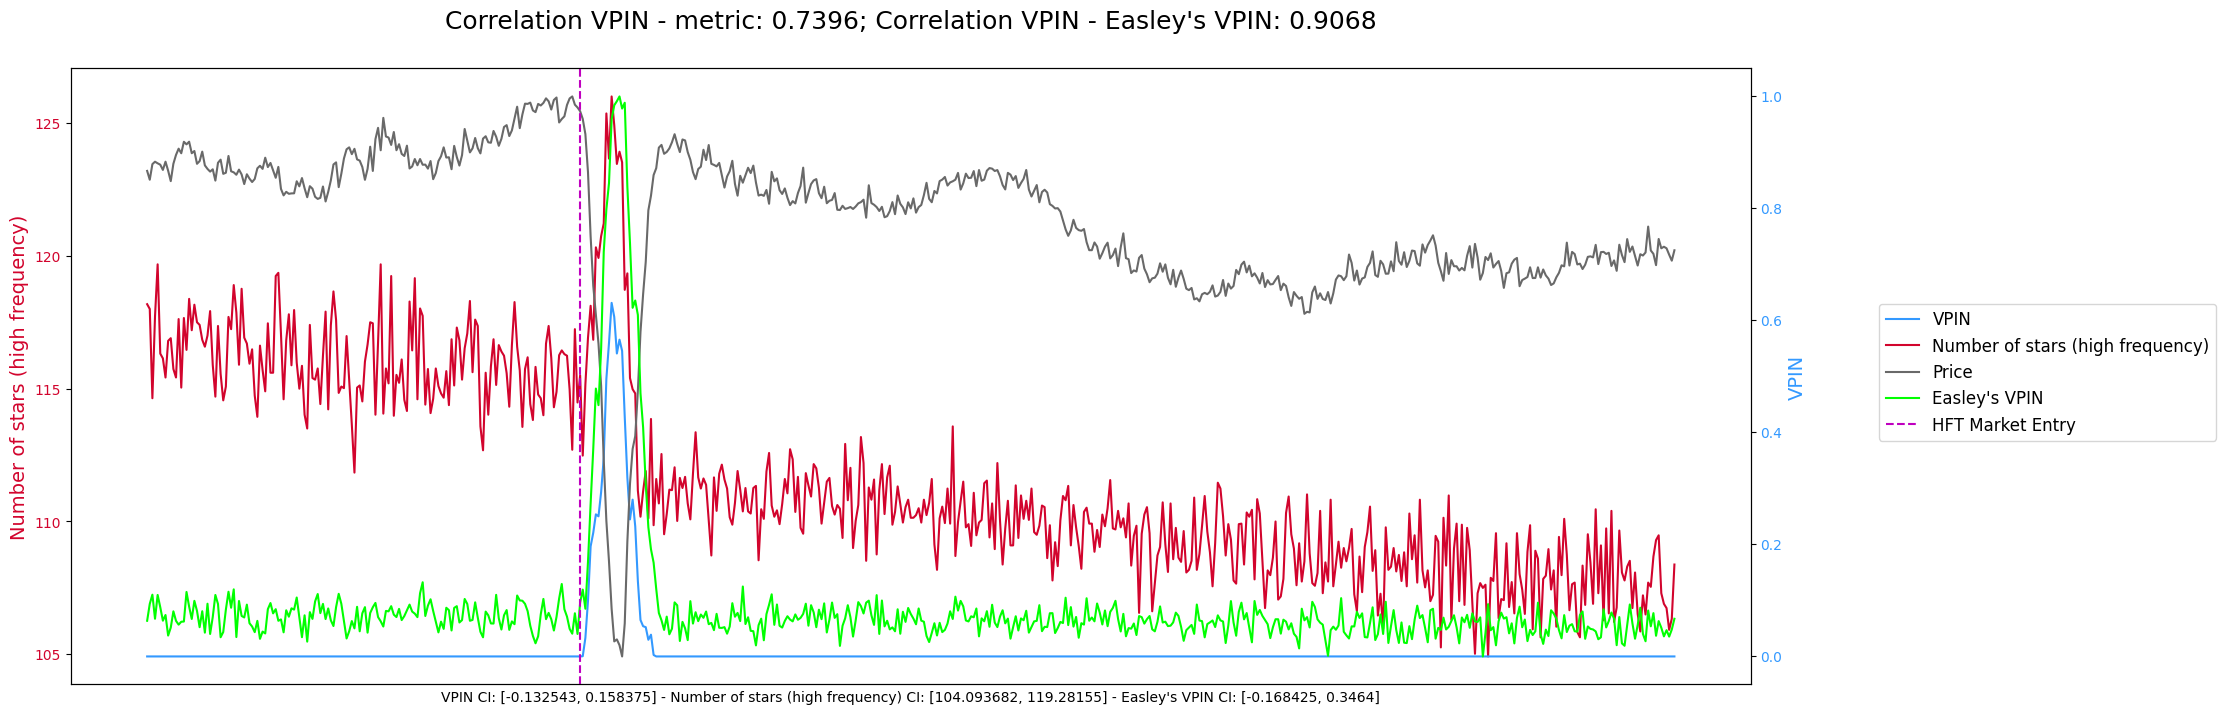 Correlation VPIN - metric: 0.7396; Correlation VPIN - Easley's VPIN: 0.9068
Number of stars (high frequency)
125
120
115
110
105
1.0
0.8
0.6
0.4
0.2
0.0
VPIN
VPIN
Number of stars (high frequency)
Price
Easley's VPIN
HFT Market Entry
VPIN CI: [-0.132543, 0.158375] - Number of stars (high frequency) CI: [104.093682, 119.28155] - Easley's VPIN CI: [-0.168425, 0.3464]